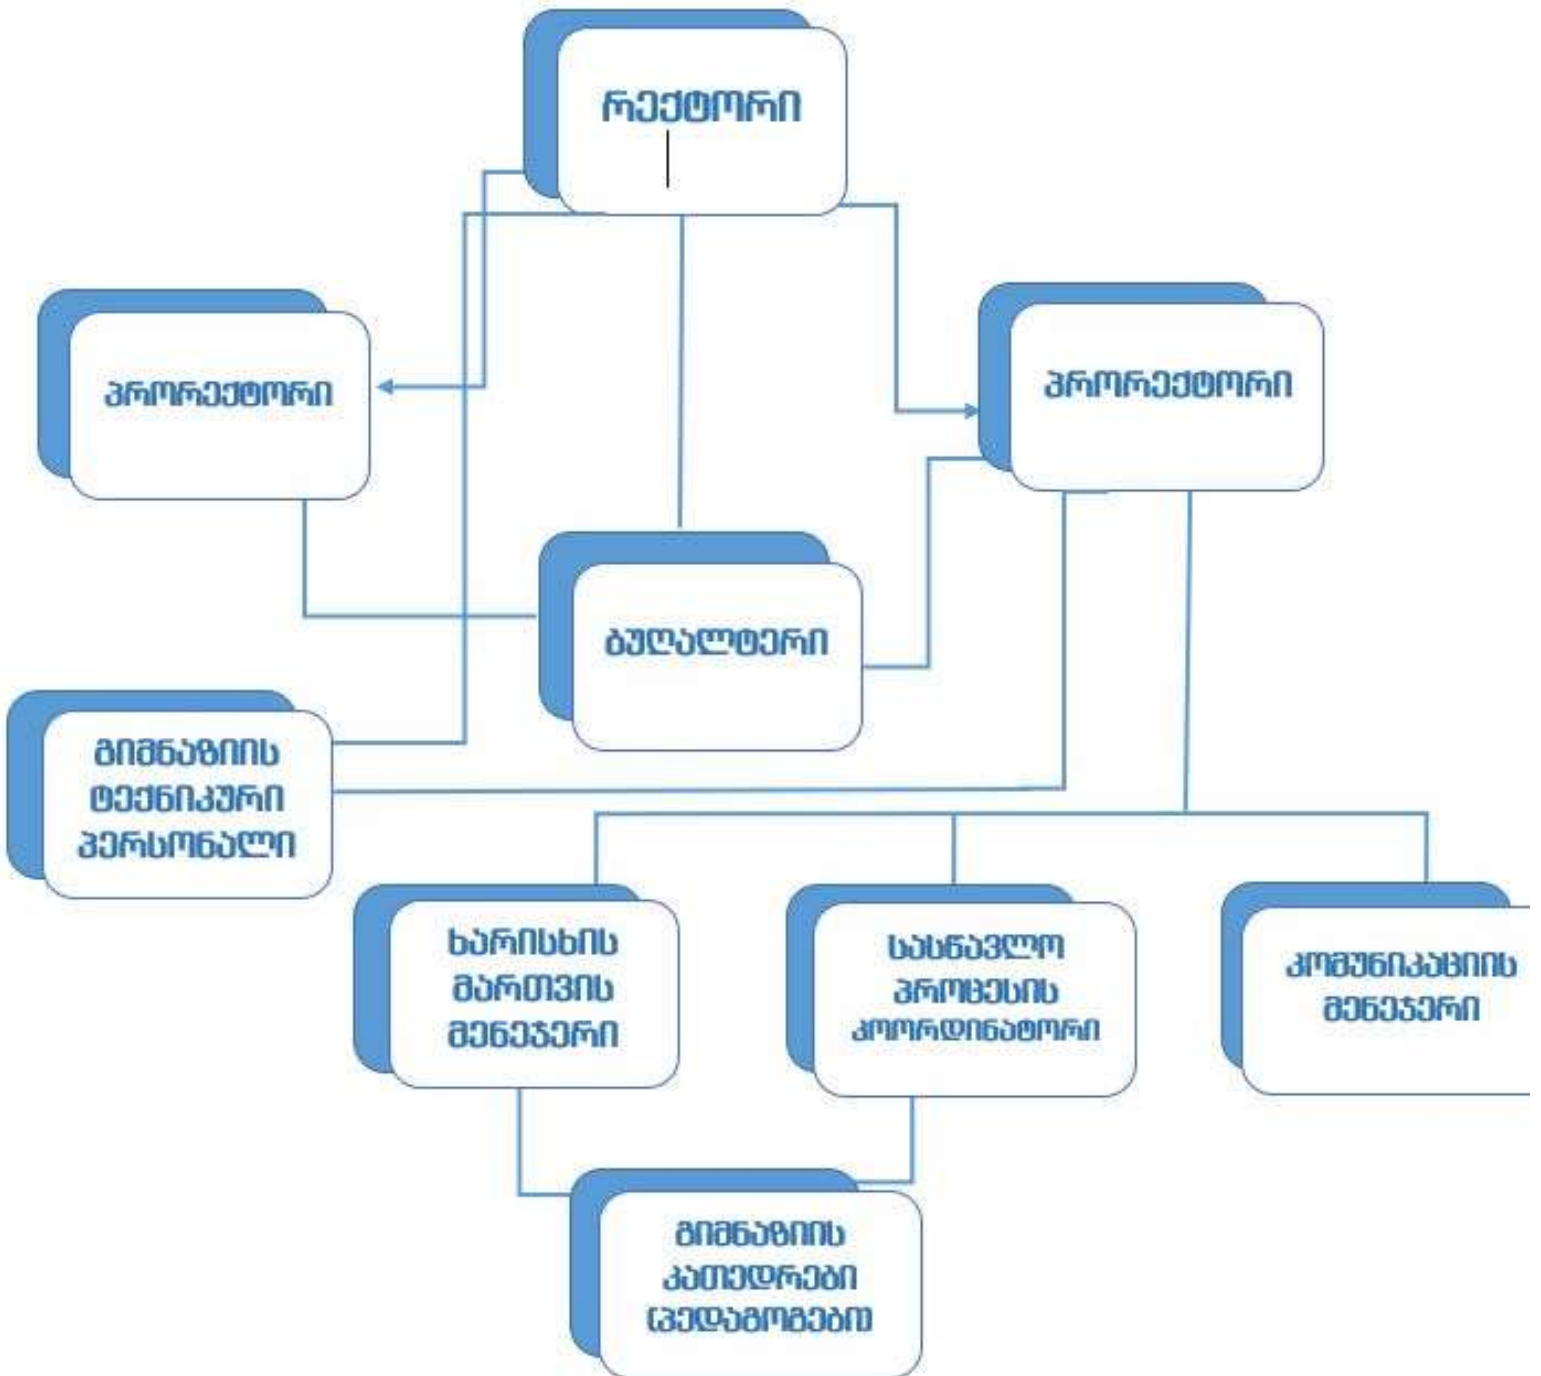 რექტორი
პრორექტორი
პრორექტორი
ბუღალტერი
გიმნაზიის
ტექნიკური
პერსონალი
ხარისხის
მართვის
მენეჯერი
სასწავლო
პროცესის
კოორდინატორი
კომუნიკაციის
მენეჯერი
გიმნაზიის
კათედრები
(პედაგოგები)